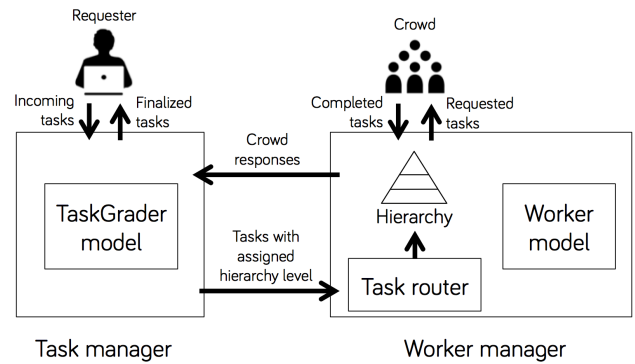 Requester
Crowd
Incoming
tasks
Finalized
tasks
Completed
tasks
Requested
tasks
Crowd
responses
TaskGrader
model
Hierarchy
Worker
model
Tasks with
assigned
hierarchy level
Task router
Task manager
Worker manager